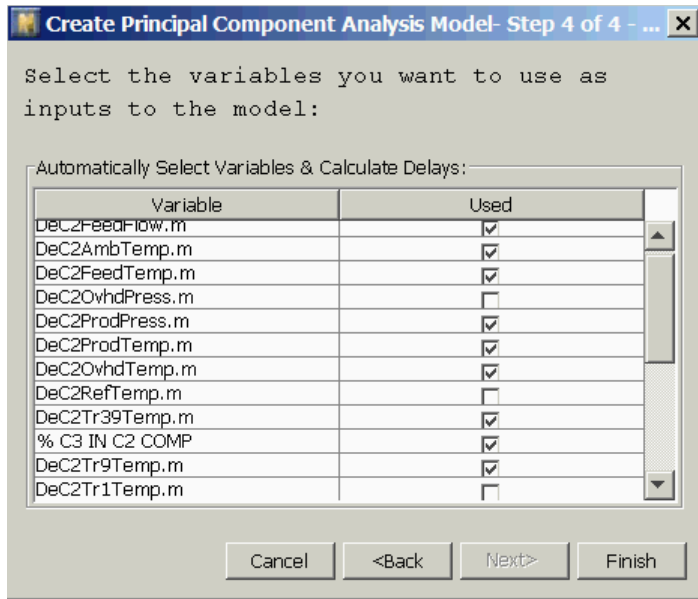 Create Principal Component Analysis Model- Step 4 of 4 - ...
Select the variables you want to use as
inputs to the model:
Automatically Select Variables & Calculate Delays:
Variable Used
DeC2FeedFlow.m
DeC2AmbTemp.m
DeC2FeedTemp.m
DeC2OvhdPress.m
DeC2ProdPress.m
DeC2ProdTemp.m
DeC2OvhdTemp.m
DeC2RefTemp.m
DeC2Tr39Temp.m
% C3 IN C2 COMP
DeC2Tr9Temp.m
DeC2Tr1Temp.m
Cancel <Back Next> Finish